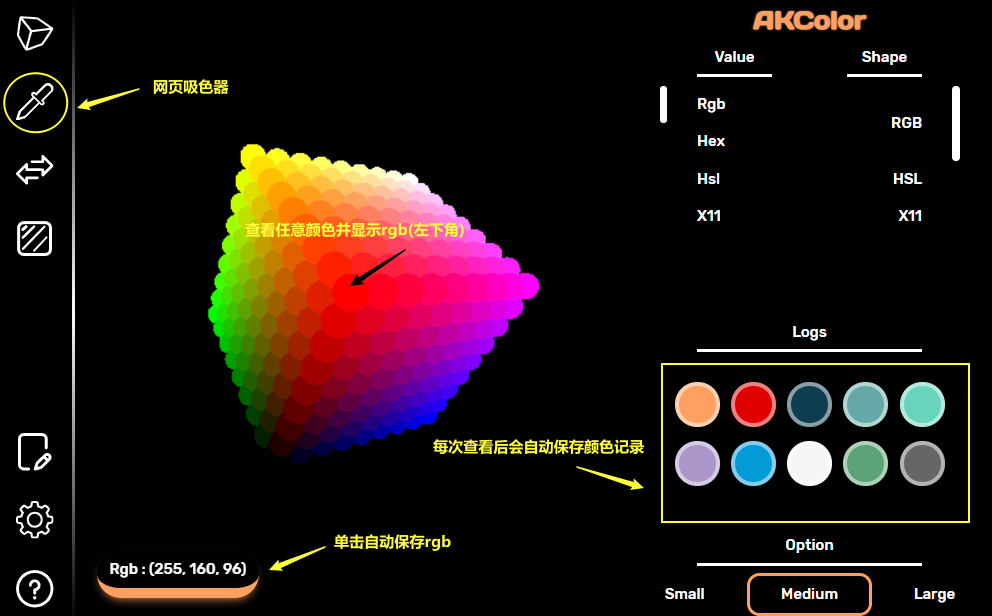 AKColor
网页吸色器
Value
Shape
Rgb
RGB
Hex
Hsl
HSL
X11
X11
查看任意颜色并显示rgb(左下角)
Logs
每次查看后会自动保存颜色记录
单击自动保存rgb
Option
Rgb : (255, 160, 96)
Small
Medium
Large
?